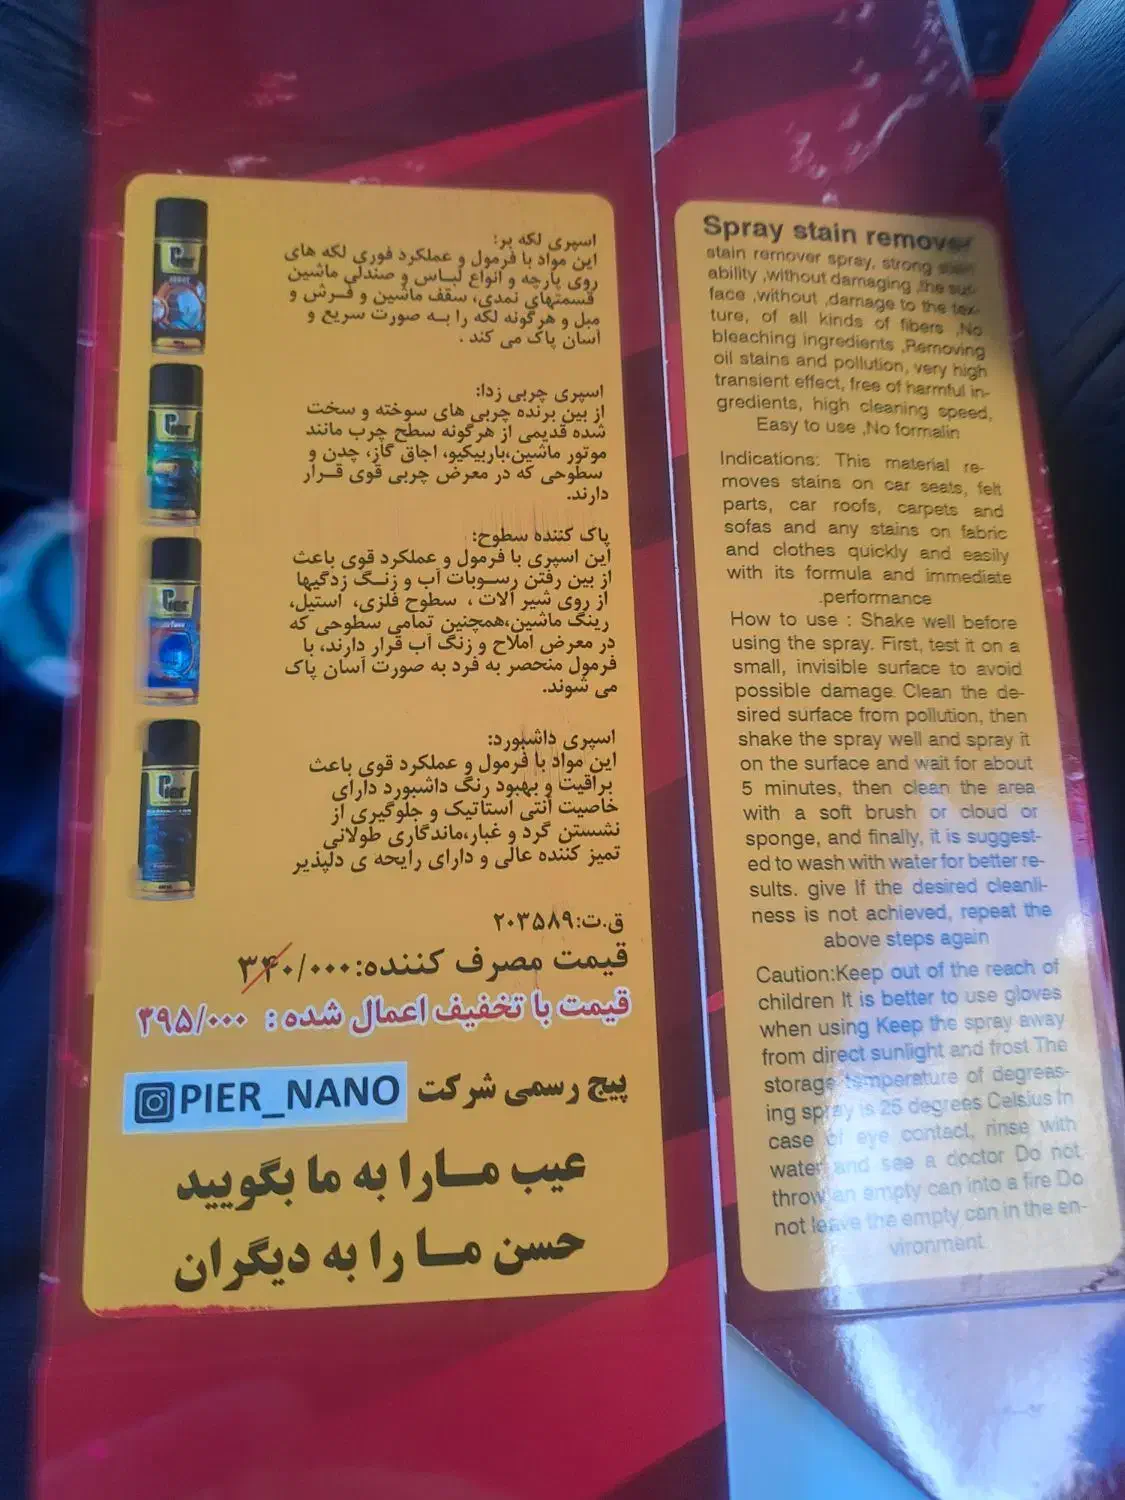 اسپری لکه بر:
این مواد با فرمول و عملکرد فوری لکه های
روی پارچه و انواع لباس و صندلی ماشین
قسمتهای نمدی، سقف ماشین و فرش و
مبل و هرگونه لکه را به صورت سریع و
آسان پاک می کند .
اسپری چربی زدا:
از بین برنده چربی های سوخته و سخت
شده قدیمی از هرگونه سطح چرب مانند
موتور ماشین،باربیکیو، اجاق گاز، چدن و
سطوحی که در معرض چربی قوی قرار
دارند.
پاک کننده سطوح:
این اسپری با فرمول و عملکرد قوی باعث
از بین رفتن رسوبات آب و زنگ زدگیها
از روی شیر آلات ، سطوح فلزی، استیل،
رینگ ماشین،همچنین تمامی سطوحی که
در معرض املاح و زنگ آب قرار دارند، با
فرمول منحصر به فرد به صورت آسان پاک
می شوند.
اسپری داشبورد:
این مواد با فرمول و عملکرد قوی باعث
براقیت و بهبود رنگ داشبورد دارای
خاصیت آنتی استاتیک و جلوگیری از
نشستن گرد و غبار،ماندگاری طولانی
تمیز کننده عالی و دارای رایحه ی دلپذیر
ق.ت:۲۰۳۵۸۹
قیمت مصرف کننده:۳۴۰/۰۰۰
قیمت با تخفیف اعمال شده : ۲۹۵/۰۰۰
پیج رسمی شرکت PIER_NANO
عیب مارا به ما بگویید
حسن ما را به دیگران
Spray stain remover
stain remover spray, strong
ability ,without damaging ,the sur-
face ,without ,damage to the tex-
ture, of all kinds of fibers ,No
bleaching ingredients ,Removing
oil stains and pollution, very high
transient effect, free of harmful in-
gredients, high cleaning speed,
Easy to use ,No formalin
Indications: This material re-
moves stains on car seats, felt
parts, car roofs, carpets and
sofas and any stains on fabric
and clothes quickly and easily
with its formula and immediate
.performance
How to use : Shake well before
using the spray. First, test it on a
small, invisible surface to avoid
possible damage. Clean the de-
sired surface from pollution, then
shake the spray well and spray it
on the surface and wait for about
5 minutes, then clean the area
with a soft brush or cloud or
sponge, and finally, it is suggest-
ed to wash with water for better re-
sults. give If the desired cleanli-
ness is not achieved, repeat the
above steps again
Caution:Keep out of the reach of
children It is better to use gloves
when using Keep the spray away
from direct sunlight and frost The
storage temperature of degreas-
ing spray is 25 degrees Celsius In
case of eye contact, rinse with
water and see a doctor Do not
throw an empty can into a fire Do
not leave the empty can in the en-
vironment
Pier
Pier
Pier
Pier